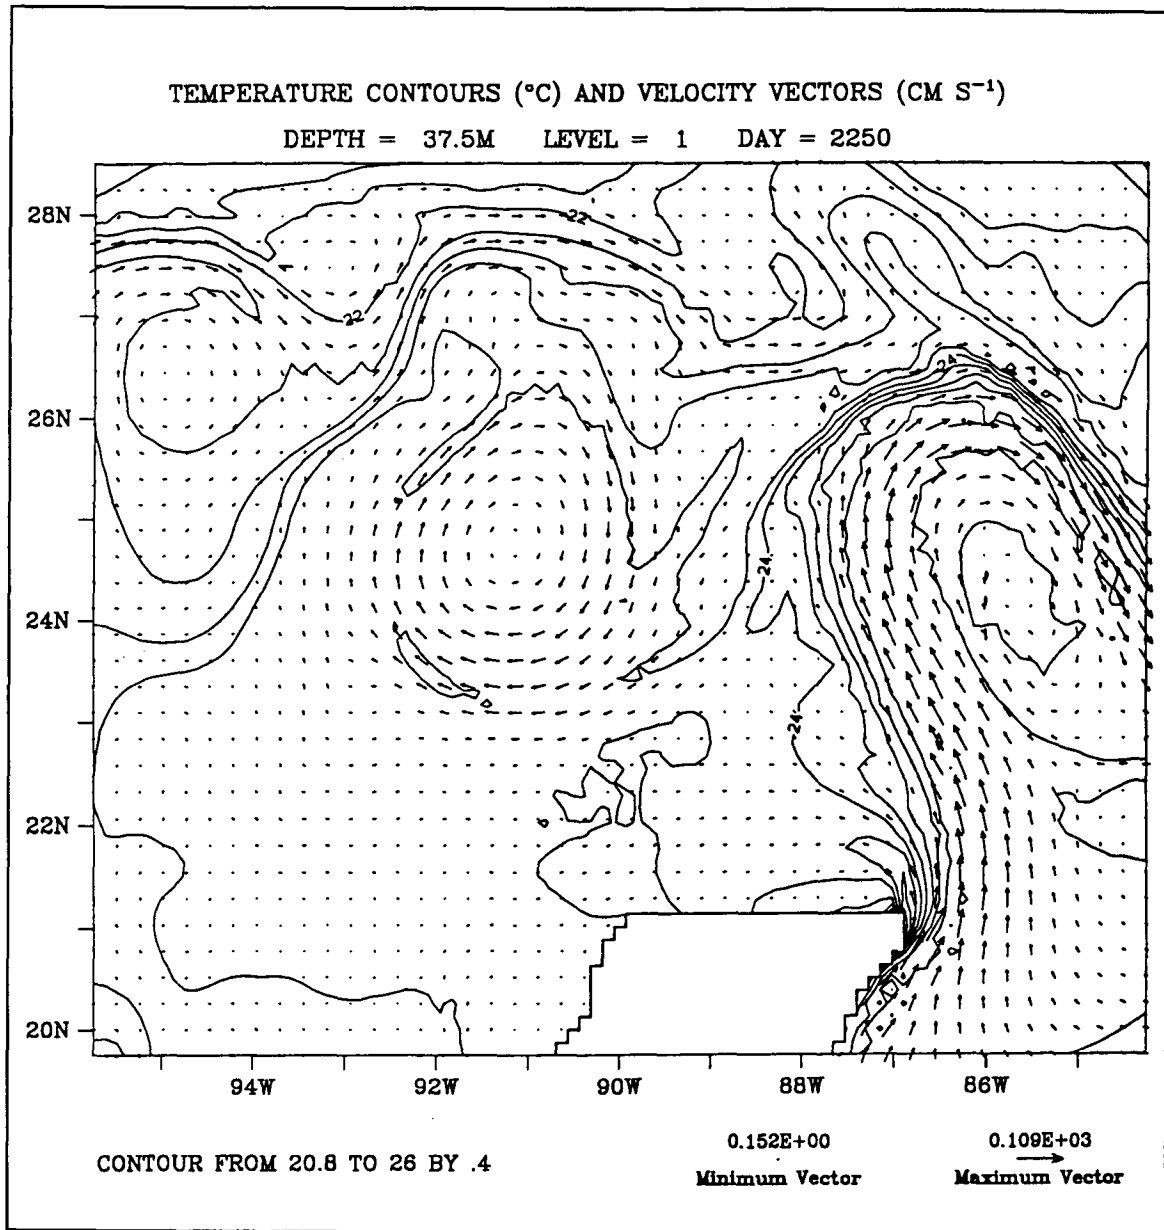 TEMPERATURE CONTOURS (°C) AND VELOCITY VECTORS (CM S⁻¹)
DEPTH = 37.5M LEVEL = 1 DAY = 2250
28N
22
22
26N
24
24
24N
24
22N
20N
94W 92W 90W 88W 86W
CONTOUR FROM 20.8 TO 26 BY .4
0.152E+00
Minimum Vector
0.109E+03
Maximum Vector